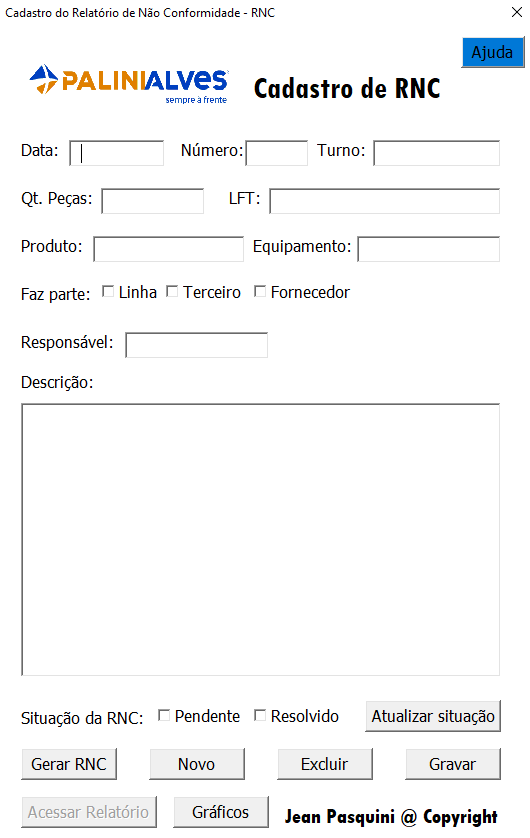 Cadastro do Relatório de Não Conformidade - RNC
Ajuda
PALINIALVES
sempre à frente
Cadastro de RNC
Data: Número: Turno:
Qt. Peças: LFT:
Produto: Equipamento:
Faz parte: Linha Terceiro Fornecedor
Responsável:
Descrição:
Situação da RNC: Pendente Resolvido Atualizar situação
Gerar RNC Novo Excluir Gravar
Acessar Relatório Gráficos Jean Pasquini @ Copyright